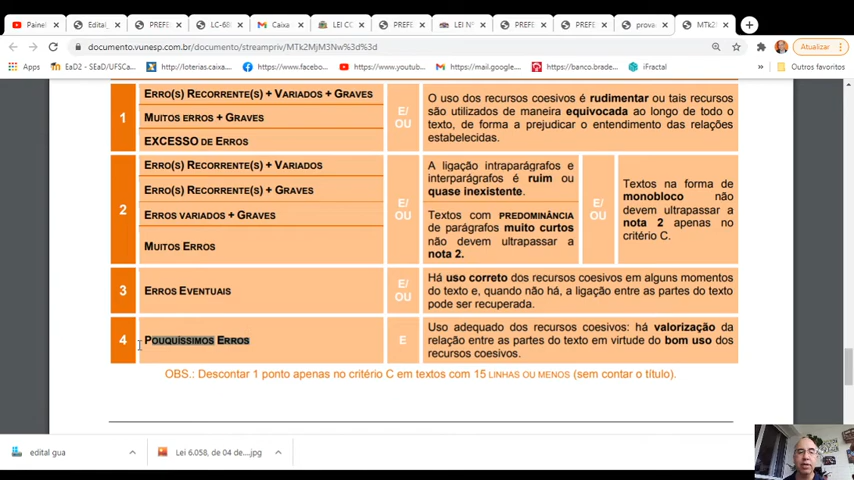 Painel
Edital_
PREFE
LC-68
Caixa
LEI CO
PREFE
LEI Nº
PREFE
PREFE
prova
MTk2
documento.vunesp.com.br/documento/streampriv/MTk2MjM3Nw%3d%3d
Atualizar
Apps
EaD2 - SEaD/UFSCa...
http://loterias.caixa...
https://www.facebo...
https://www.youtub...
https://mail.google....
https://banco.brade...
iFractal
»
Outros favoritos
1
ERRO(S) RECORRENTE(S) + VARIADOS + GRAVES
MUITOS ERROS + GRAVES
EXCESSO DE ERROS
E/
OU
O uso dos recursos coesivos é rudimentar ou tais recursos
são utilizados de maneira equivocada ao longo de todo o
texto, de forma a prejudicar o entendimento das relações
estabelecidas.
2
ERRO(S) RECORRENTE(S) + VARIADOS
ERRO(S) RECORRENTE(S) + GRAVES
ERROS VARIADOS + GRAVES
MUITOS ERROS
E/
OU
A ligação intraparágrafos e
interparágrafos é ruim ou
quase inexistente.
Textos com PREDOMINÂNCIA
de parágrafos muito curtos
não devem ultrapassar a
nota 2.
E/
OU
Textos na forma de
monobloco não
devem ultrapassar a
nota 2 apenas no
critério C.
3
ERROS EVENTUAIS
E/
OU
Há uso correto dos recursos coesivos em alguns momentos
do texto e, quando não há, a ligação entre as partes do texto
pode ser recuperada.
4
POUQUÍSSIMOS ERROS
E
Uso adequado dos recursos coesivos: há valorização da
relação entre as partes do texto em virtude do bom uso dos
recursos coesivos.
OBS.: Descontar 1 ponto apenas no critério C em textos com 15 LINHAS OU MENOS (sem contar o título).
edital gua
Lei 6.058, de 04 de....jpg